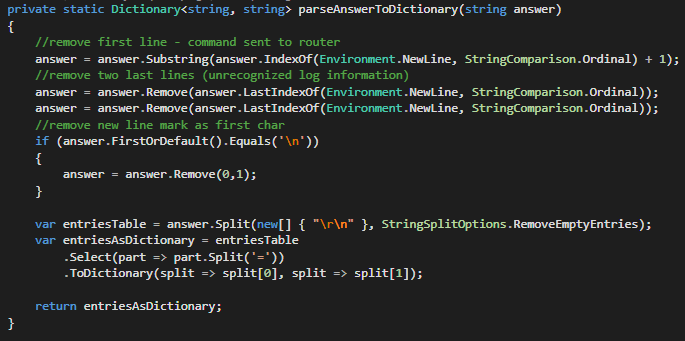 private static Dictionary<string, string> parseAnswerToDictionary(string answer)
{
//remove first line - command sent to router
answer = answer.Substring(answer.IndexOf(Environment.NewLine, StringComparison.Ordinal) + 1);
//remove two last lines (unrecognized log information)
answer = answer.Remove(answer.LastIndexOf(Environment.NewLine, StringComparison.Ordinal));
answer = answer.Remove(answer.LastIndexOf(Environment.NewLine, StringComparison.Ordinal));
//remove new line mark as first char
if (answer.FirstOrDefault().Equals('\n'))
{
answer = answer.Remove(0,1);
}
var entriesTable = answer.Split(new[] { "\r\n" }, StringSplitOptions.RemoveEmptyEntries);
var entriesAsDictionary = entriesTable
.Select(part => part.Split('='))
.ToDictionary(split => split[0], split => split[1]);
return entriesAsDictionary;
}